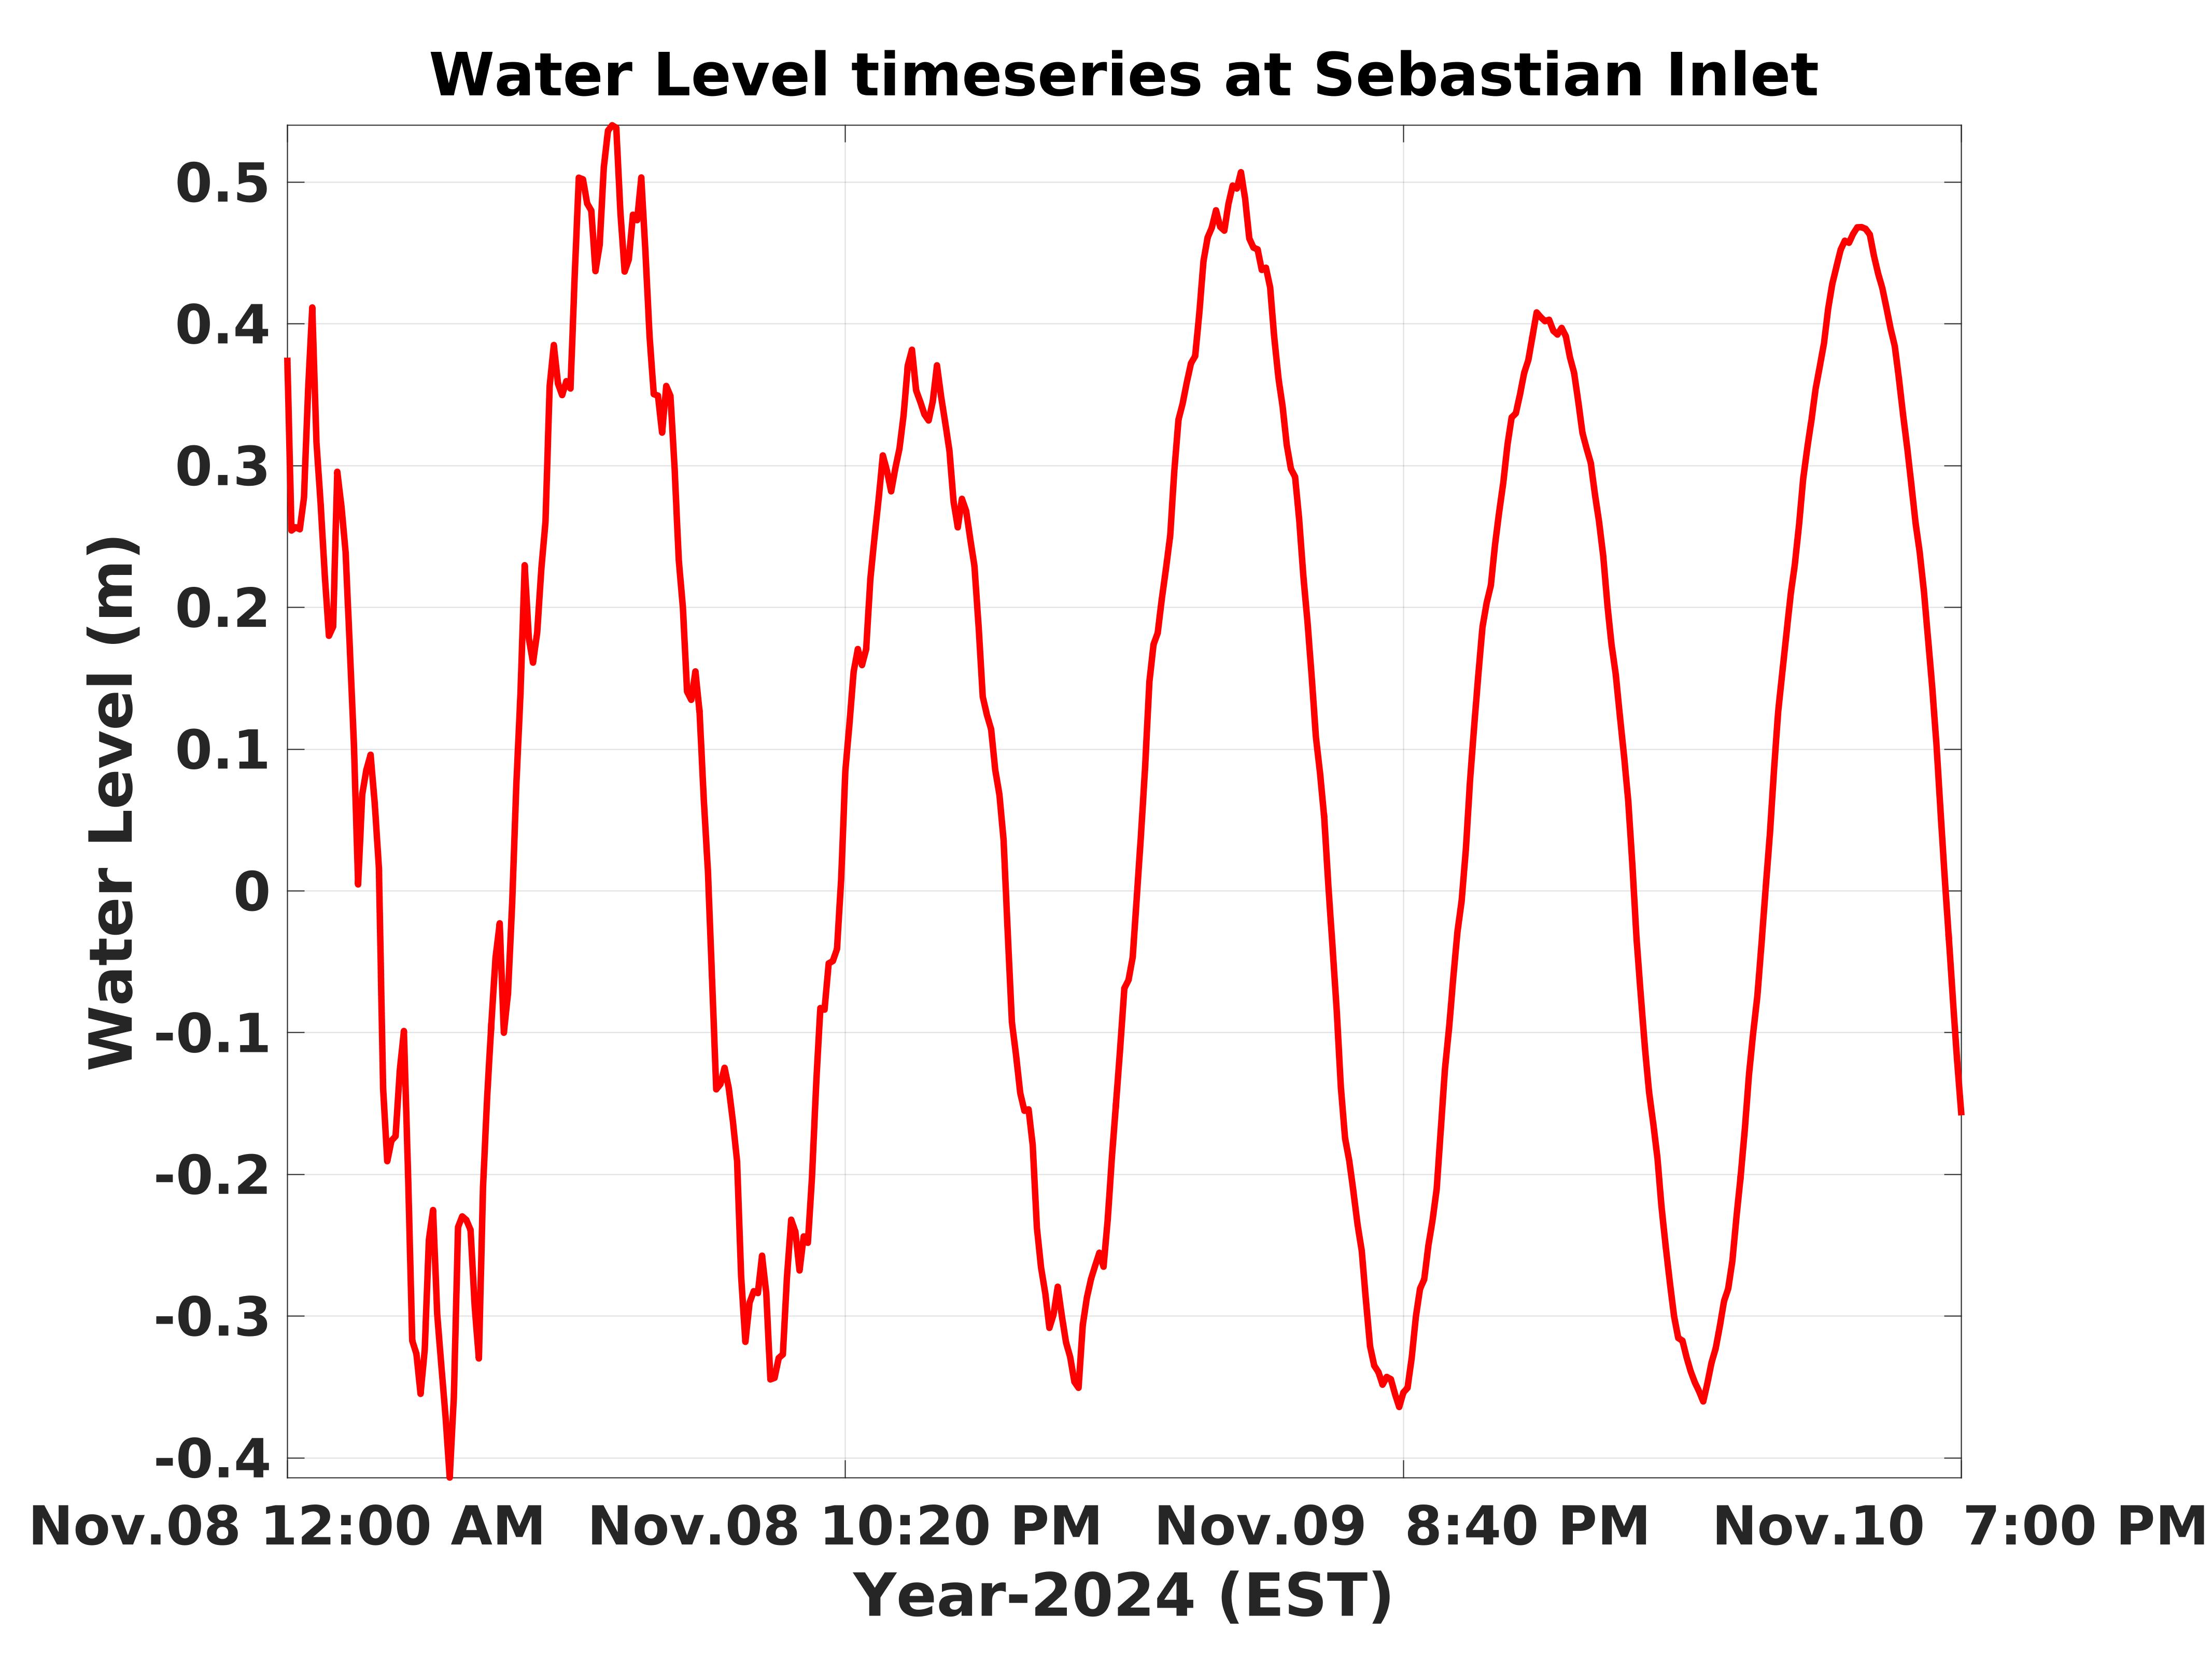 Water Level timeseries at Sebastian Inlet
Water Level (m)
0.5
0.4
0.3
0.2
0.1
0
-0.1
-0.2
-0.3
-0.4
Nov.08 12:00 AM Nov.08 10:20 PM Nov.09 8:40 PM Nov.10 7:00 PM
Year-2024 (EST)